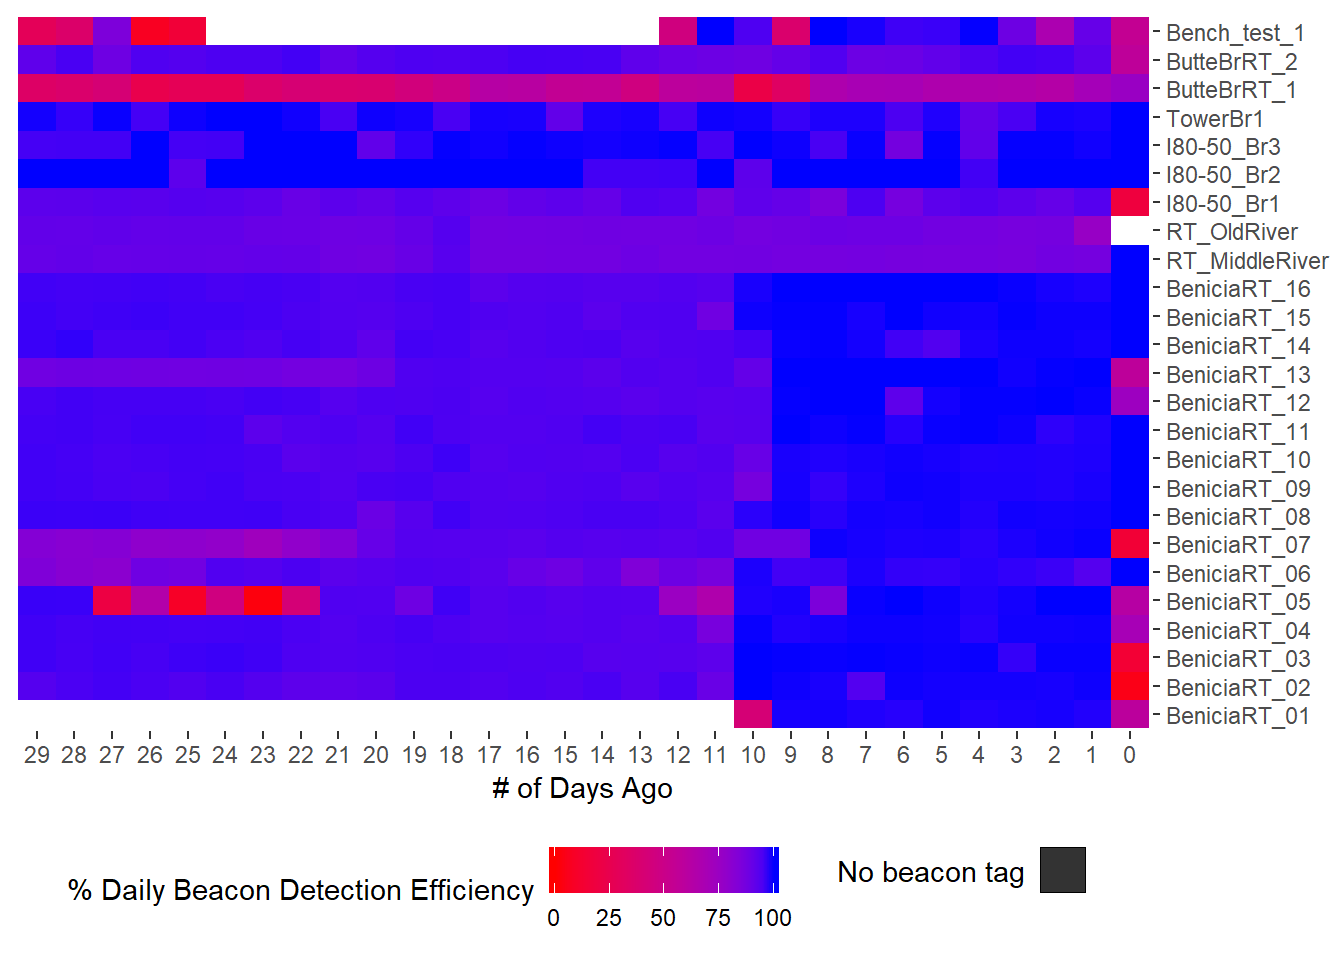 Bench_test_1
ButteBrRT_2
ButteBrRT_1
TowerBr1
I80-50_Br3
I80-50_Br2
I80-50_Br1
RT_OldRiver
RT_MiddleRiver
BeniciaRT_16
BeniciaRT_15
BeniciaRT_14
BeniciaRT_13
BeniciaRT_12
BeniciaRT_11
BeniciaRT_10
BeniciaRT_09
BeniciaRT_08
BeniciaRT_07
BeniciaRT_06
BeniciaRT_05
BeniciaRT_04
BeniciaRT_03
BeniciaRT_02
BeniciaRT_01
29 28 27 26 25 24 23 22 21 20 19 18 17 16 15 14 13 12 11 10 9 8 7 6 5 4 3 2 1 0
# of Days Ago
% Daily Beacon Detection Efficiency
0 25 50 75 100
No beacon tag